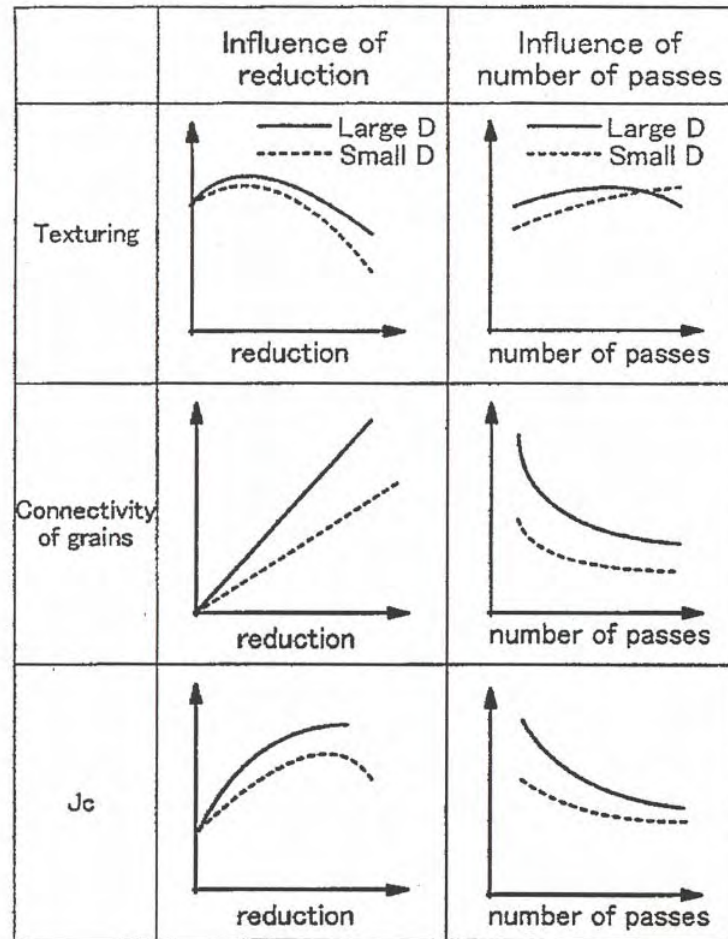 Influence of
reduction
Influence of
number of passes
Texturing
Large D
Small D
reduction
Large D
Small D
number of passes
Connectivity
of grains
reduction
number of passes
Jc
reduction
number of passes